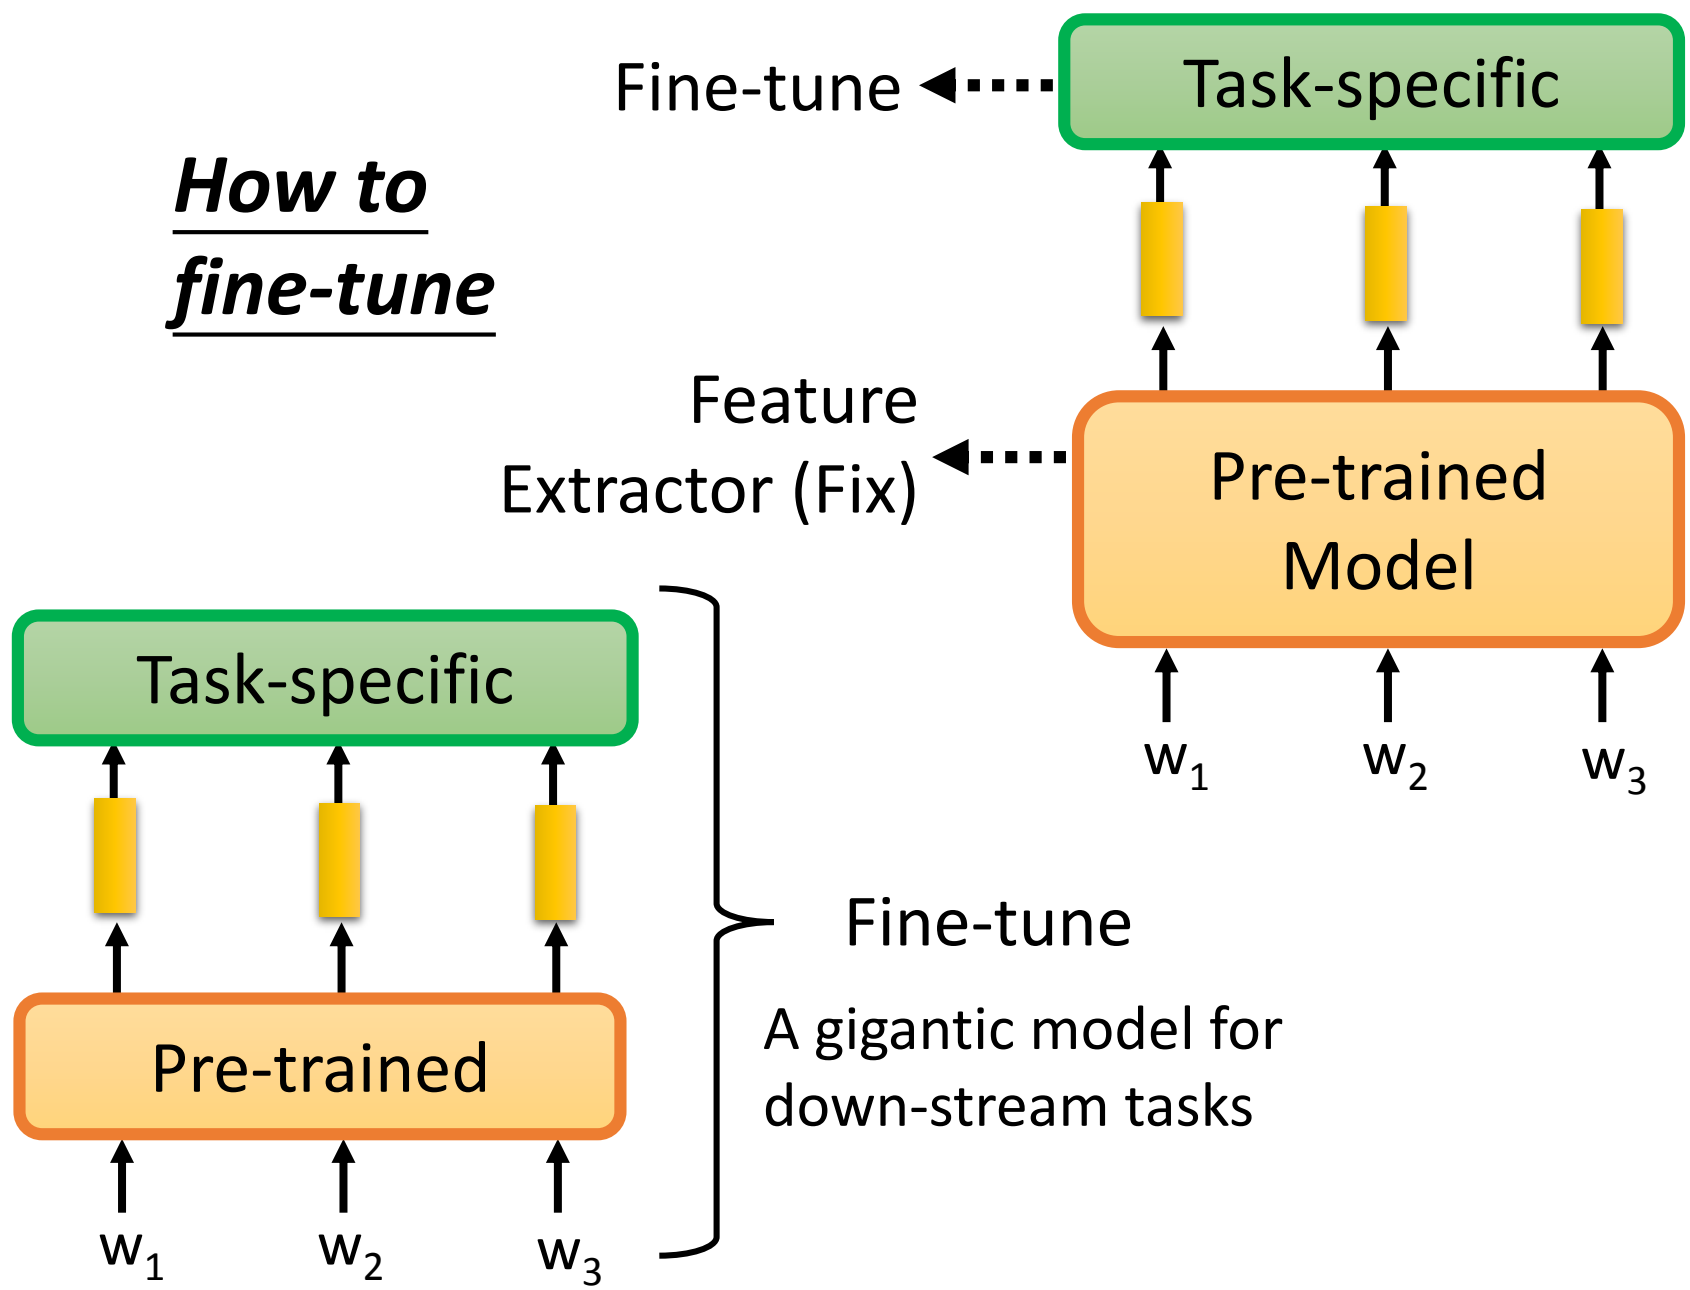 How to
fine-tune
Fine-tune
Task-specific
Feature
Extractor (Fix)
Pre-trained
Model
w1 w2 w3
Task-specific
Pre-trained
w1 w2 w3
Fine-tune
A gigantic model for
down-stream tasks